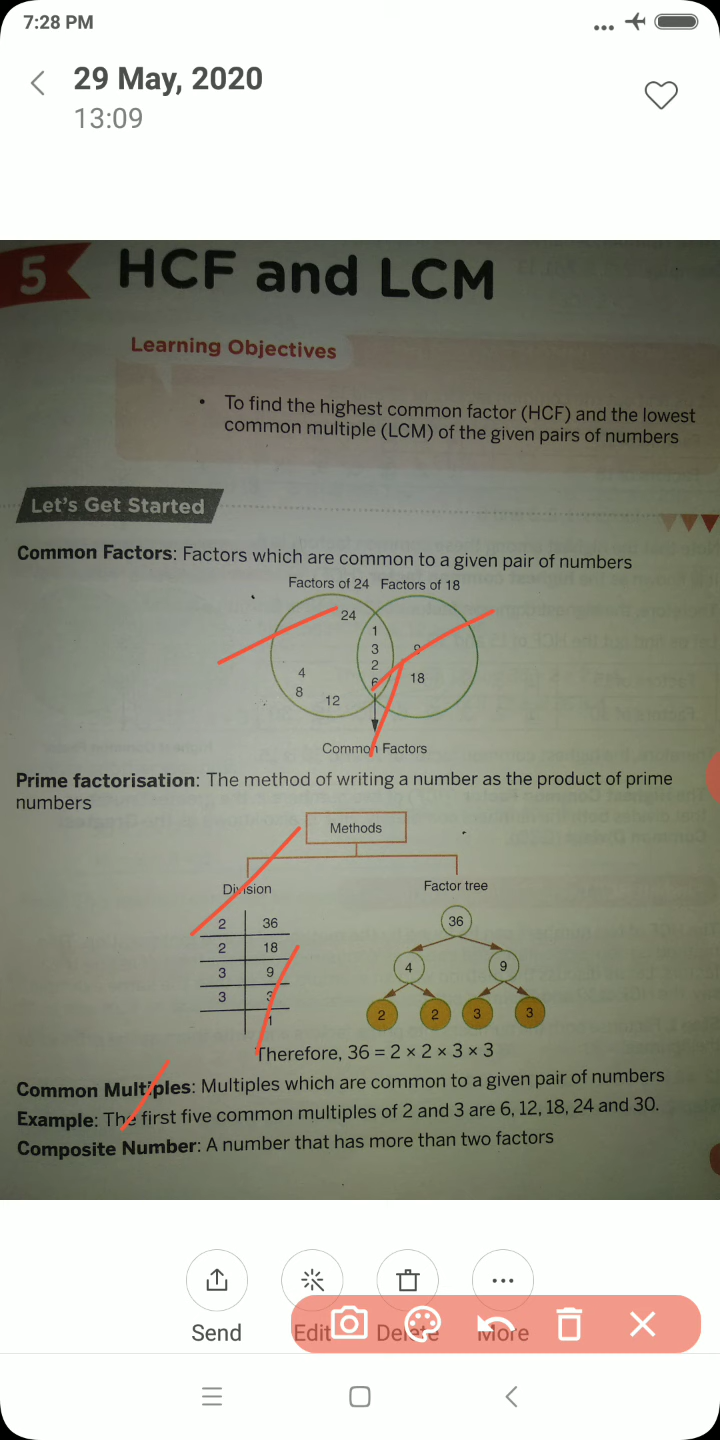 7:28 PM
29 May, 2020
13:09
5 HCF and LCM
Learning Objectives
• To find the highest common factor (HCF) and the lowest
common multiple (LCM) of the given pairs of numbers
Let's Get Started
Common Factors: Factors which are common to a given pair of numbers
Factors of 24 Factors of 18
24
1
3
2
6
9
18
4
8
12
Common Factors
Prime factorisation: The method of writing a number as the product of prime
numbers
Methods
Division
Factor tree
2 36
2 18
3 9
3 3
1
36
4 9
2 2 3 3
Therefore, 36 = 2 × 2 × 3 × 3
Common Multiples: Multiples which are common to a given pair of numbers
Example: The first five common multiples of 2 and 3 are 6, 12, 18, 24 and 30.
Composite Number: A number that has more than two factors
Send Edit Delete More